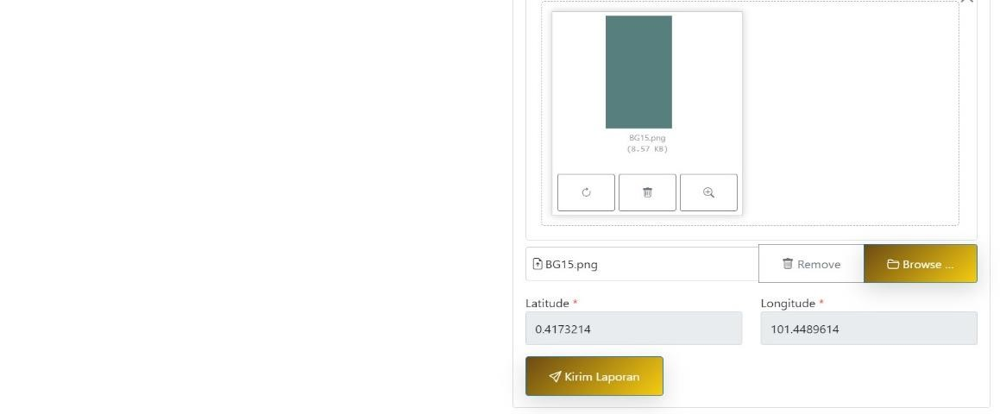 BG15.png
(8.57 KB)
BG15.png
Remove
Browse ...
Latitude *
Longitude *
0.4173214
101.4489614
Kirim Laporan